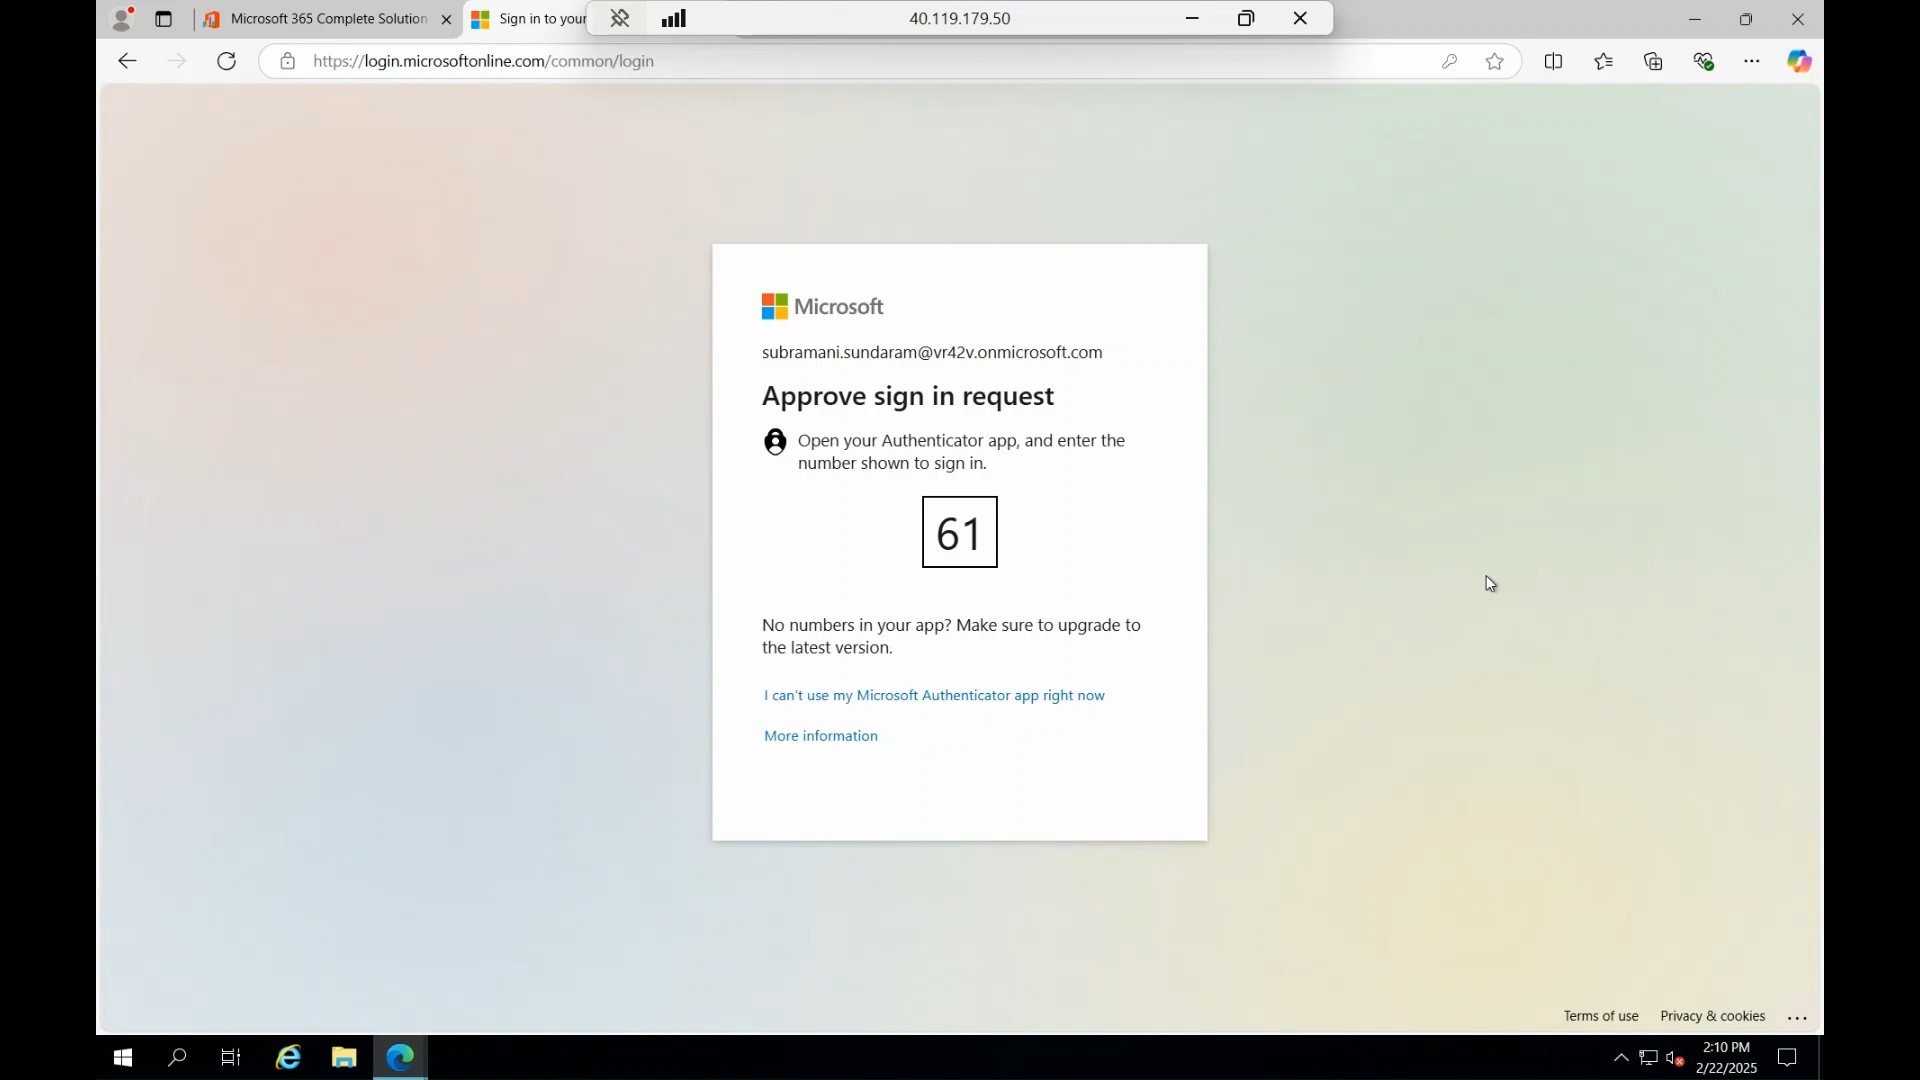 Microsoft 365 Complete Solution
Sign in to your
40.119.179.50
https://login.microsoftonline.com/common/login
Microsoft
subramani.sundaram@vr42v.onmicrosoft.com
Approve sign in request
Open your Authenticator app, and enter the
number shown to sign in.
61
No numbers in your app? Make sure to upgrade to
the latest version.
I can't use my Microsoft Authenticator app right now
More information
Terms of use Privacy & cookies ...
2:10 PM
2/22/2025